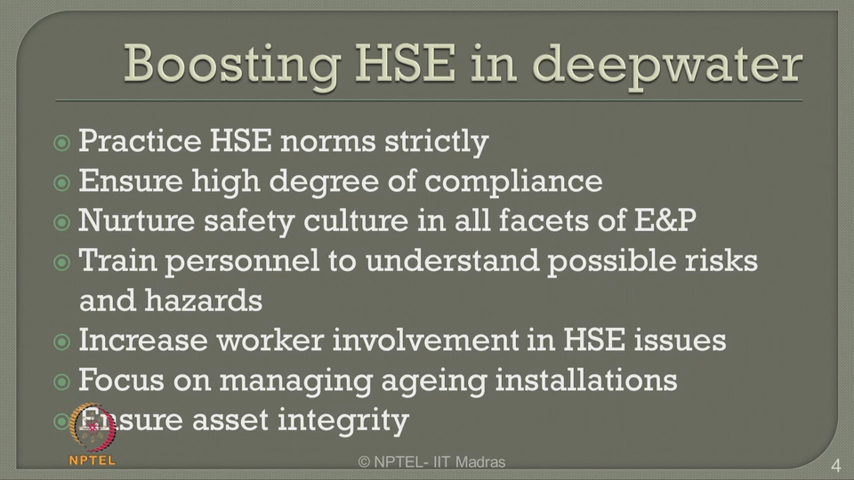 Boosting HSE in deepwater
Practice HSE norms strictly
Ensure high degree of compliance
Nurture safety culture in all facets of E&P
Train personnel to understand possible risks
and hazards
Increase worker involvement in HSE issues
Focus on managing ageing installations
Ensure asset integrity
NPTEL
© NPTEL- IIT Madras
4